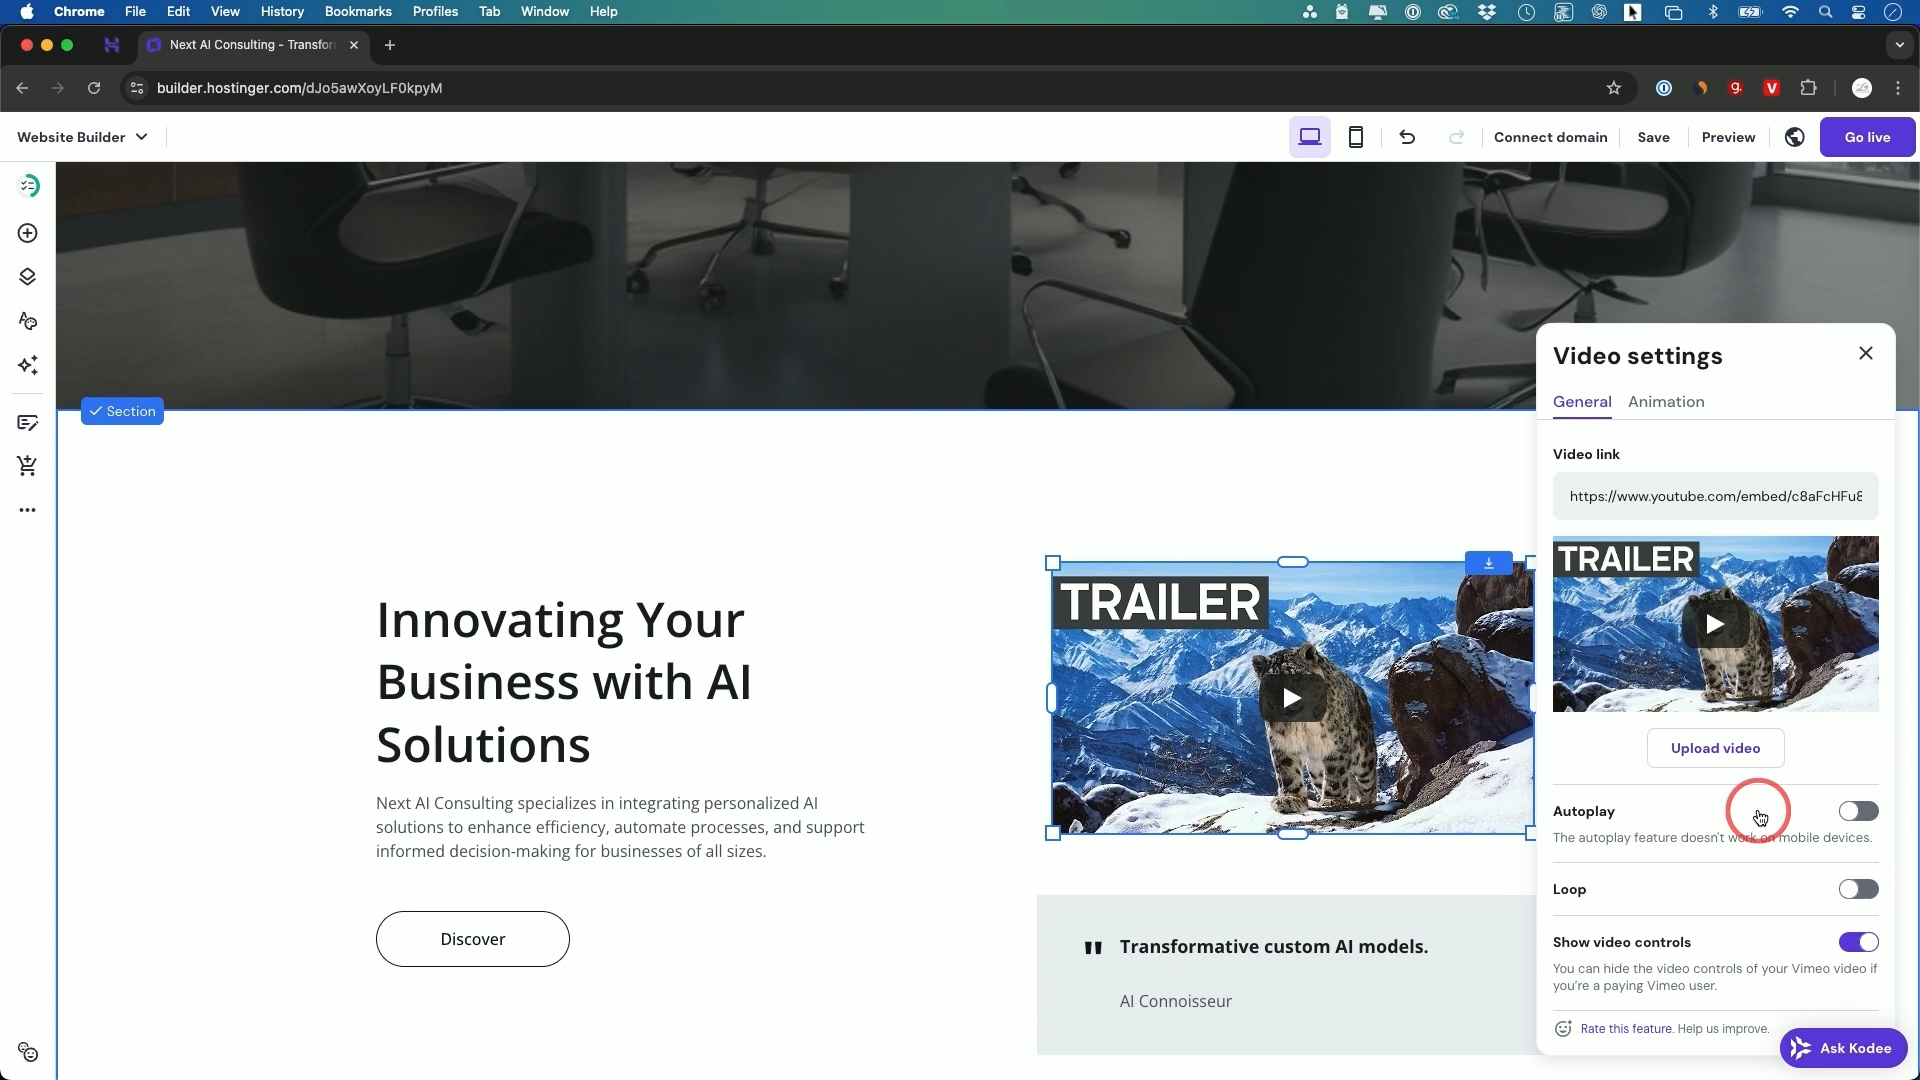 Chrome File Edit View History Bookmarks Profiles Tab Window Help
Next AI Consulting - Transfor
builder.hostinger.com/dJo5awXoyLF0kpyM
Website Builder
Connect domain Save Preview Go live
Section
Innovating Your
Business with AI
Solutions
Next AI Consulting specializes in integrating personalized AI
solutions to enhance efficiency, automate processes, and support
informed decision-making for businesses of all sizes.
Discover
TRAILER
" Transformative custom AI models.
AI Connoisseur
Video settings
General Animation
Video link
https://www.youtube.com/embed/c8aFcHFu8
TRAILER
Upload video
Autoplay
The autoplay feature doesn't work on mobile devices.
Loop
Show video controls
You can hide the video controls of your Vimeo video if
you're a paying Vimeo user.
Rate this feature. Help us improve.
Ask Kodee